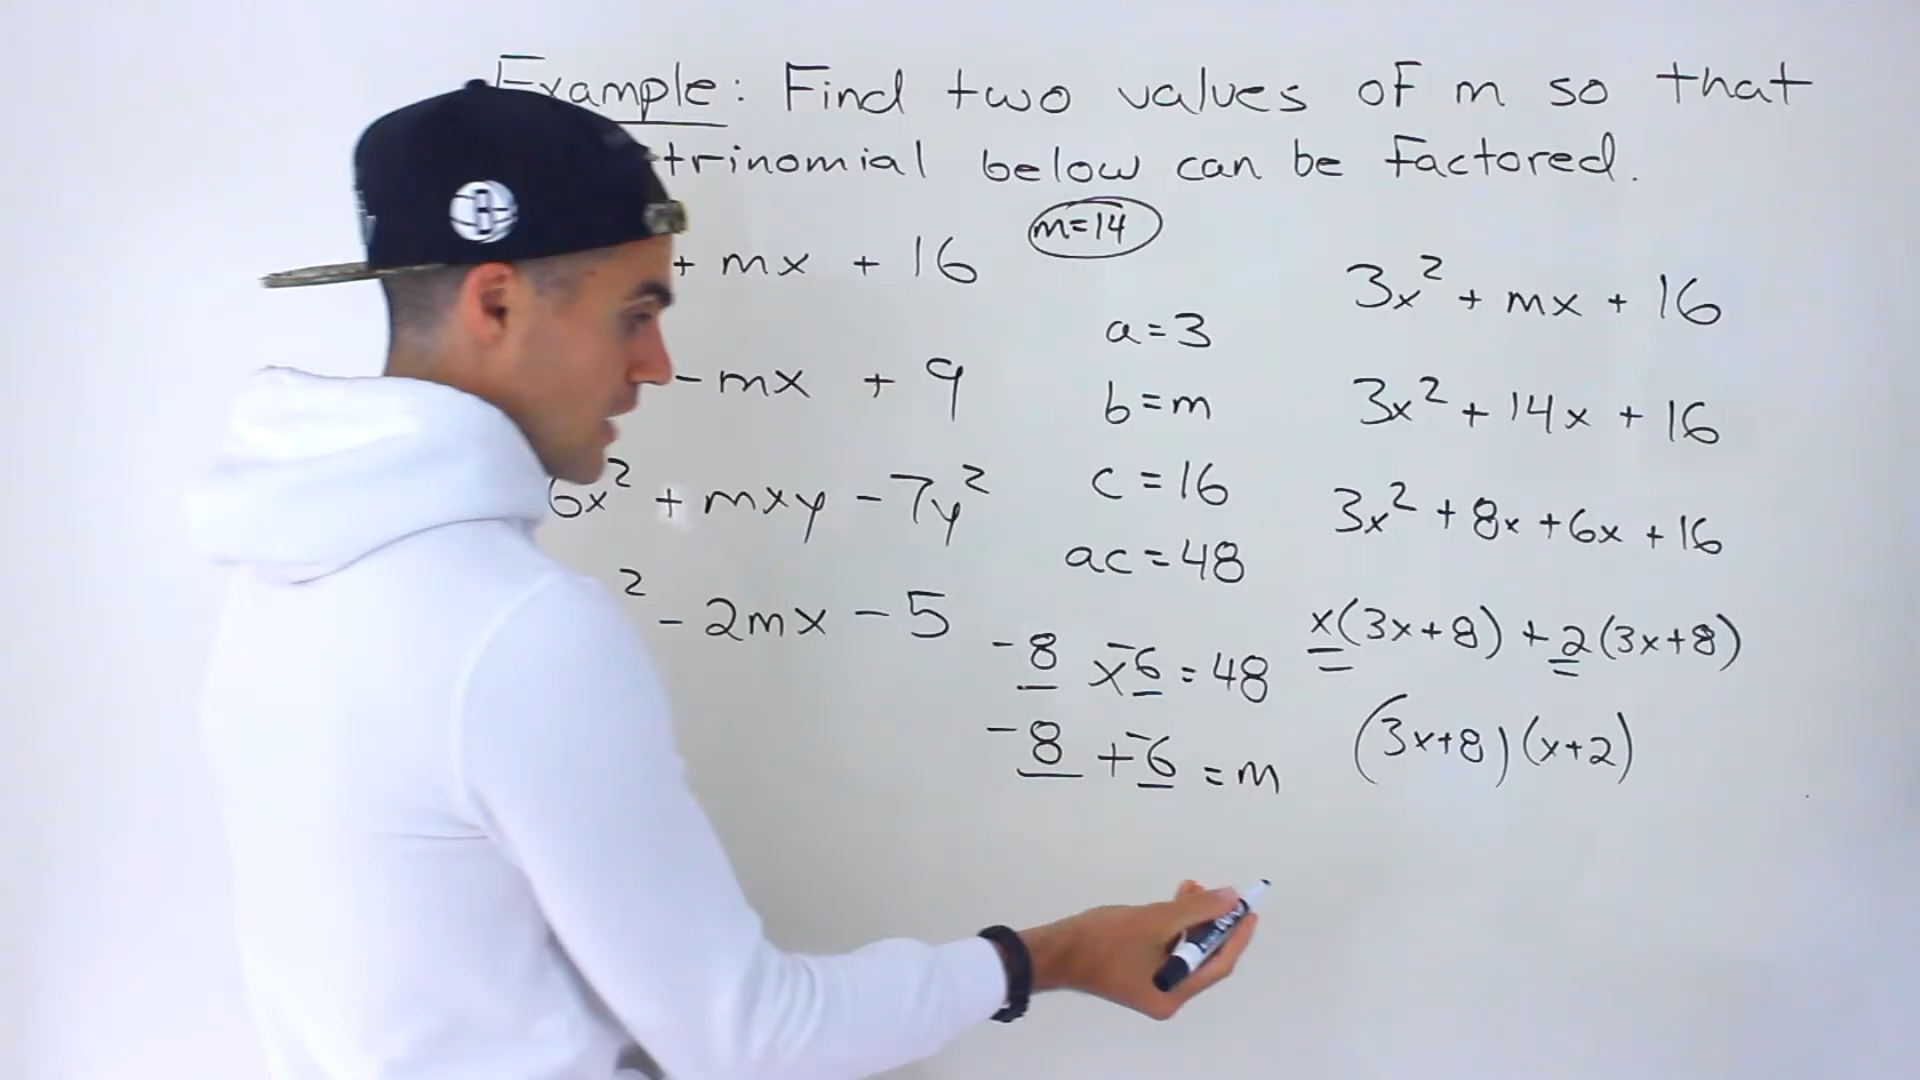 Example: Find two values of m so that
trinomial below can be factored.
m=14
+ mx + 16
- mx + 9
6x² + mxy - 7y²
² - 2mx - 5
a=3
b=m
c=16
ac=48
-8 x -6 = 48
-8 + -6 = m
3x² + mx + 16
3x² + 14x + 16
3x² + 8x + 6x + 16
x(3x+8) + 2(3x+8)
(3x+8)(x+2)
B